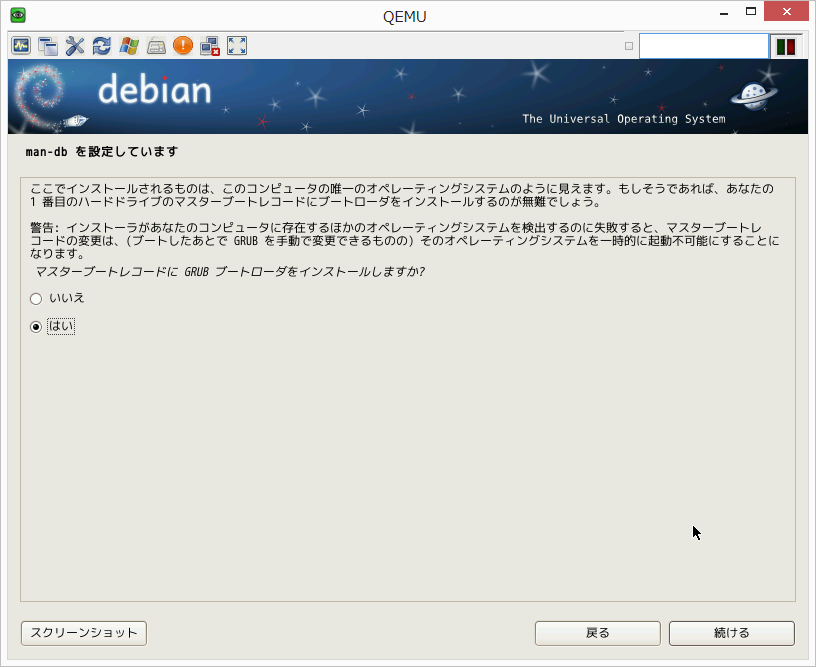 QEMU
debian
The Universal Operating System
man-db を設定しています
ここでインストールされるものは、このコンピュータの唯一のオペレーティングシステムのように見えます。もしそうであれば、あなたの
1 番目のハードドライブのマスターブートレコードにブートローダをインストールするのが無難でしょう。
警告: インストーラがあなたのコンピュータに存在するほかのオペレーティングシステムを検出するのに失敗すると、マスターブートレ
コードの変更は、(ブートしたあとで GRUB を手動で変更できるものの) そのオペレーティングシステムを一時的に起動不可能にすることに
なります。
マスターブートレコードに GRUB ブートローダをインストールしますか?
いいえ
はい
スクリーンショット
戻る
続ける